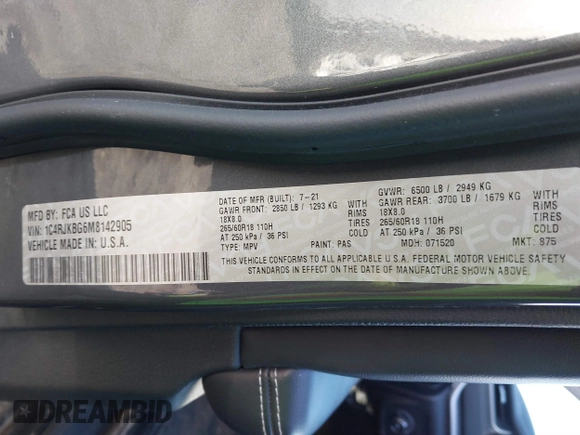 MFD BY: FCA US LLC
VIN: 1C4RJKBG6M8142905
VEHICLE MADE IN: U.S.A.
DATE OF MFR (BUILT): 7-21
GAWR FRONT: 2850 LB / 1293 KG
18X8.0 RIMS
265/60R18 110H TIRES
AT 250 kPa / 36 PSI COLD
TYPE: MPV PAINT: PAS
GVWR: 6500 LB / 2949 KG
GAWR REAR: 3700 LB / 1679 KG
18X8.0 RIMS
265/60R18 110H TIRES
AT 250 kPa / 36 PSI COLD
MDH: 071520 MKT: 875
THIS VEHICLE CONFORMS TO ALL APPLICABLE U.S.A. FEDERAL MOTOR VEHICLE SAFETY
STANDARDS IN EFFECT ON THE DATE OF MANUFACTURE SHOWN ABOVE.
DREAMBID